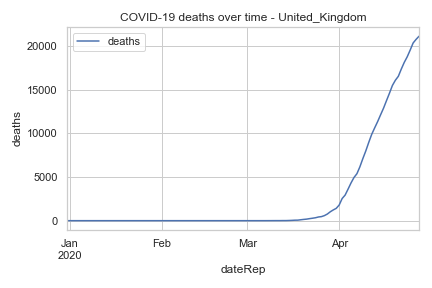 COVID-19 deaths over time - United_Kingdom
deaths
20000
15000
10000
5000
0
deaths
Jan
2020
Feb
Mar
Apr
dateRep